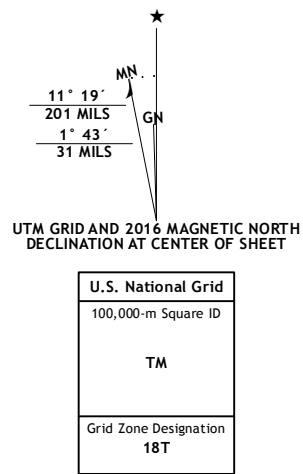 ★
MN
11° 19´
201 MILS
GN
1° 43´
31 MILS
UTM GRID AND 2016 MAGNETIC NORTH
DECLINATION AT CENTER OF SHEET
U.S. National Grid
100,000-m Square ID
TM
Grid Zone Designation
18T